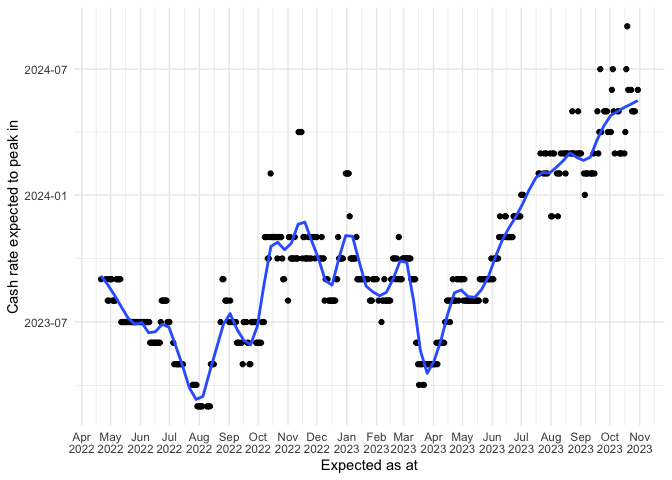 Cash rate expected to peak in
2024-07
2024-01
2023-07
Apr May Jun Jul Aug Sep Oct Nov Dec Jan Feb Mar Apr May Jun Jul Aug Sep Oct Nov
2022 2022 2022 2022 2022 2022 2022 2022 2022 2023 2023 2023 2023 2023 2023 2023 2023 2023 2023 2023
Expected as at